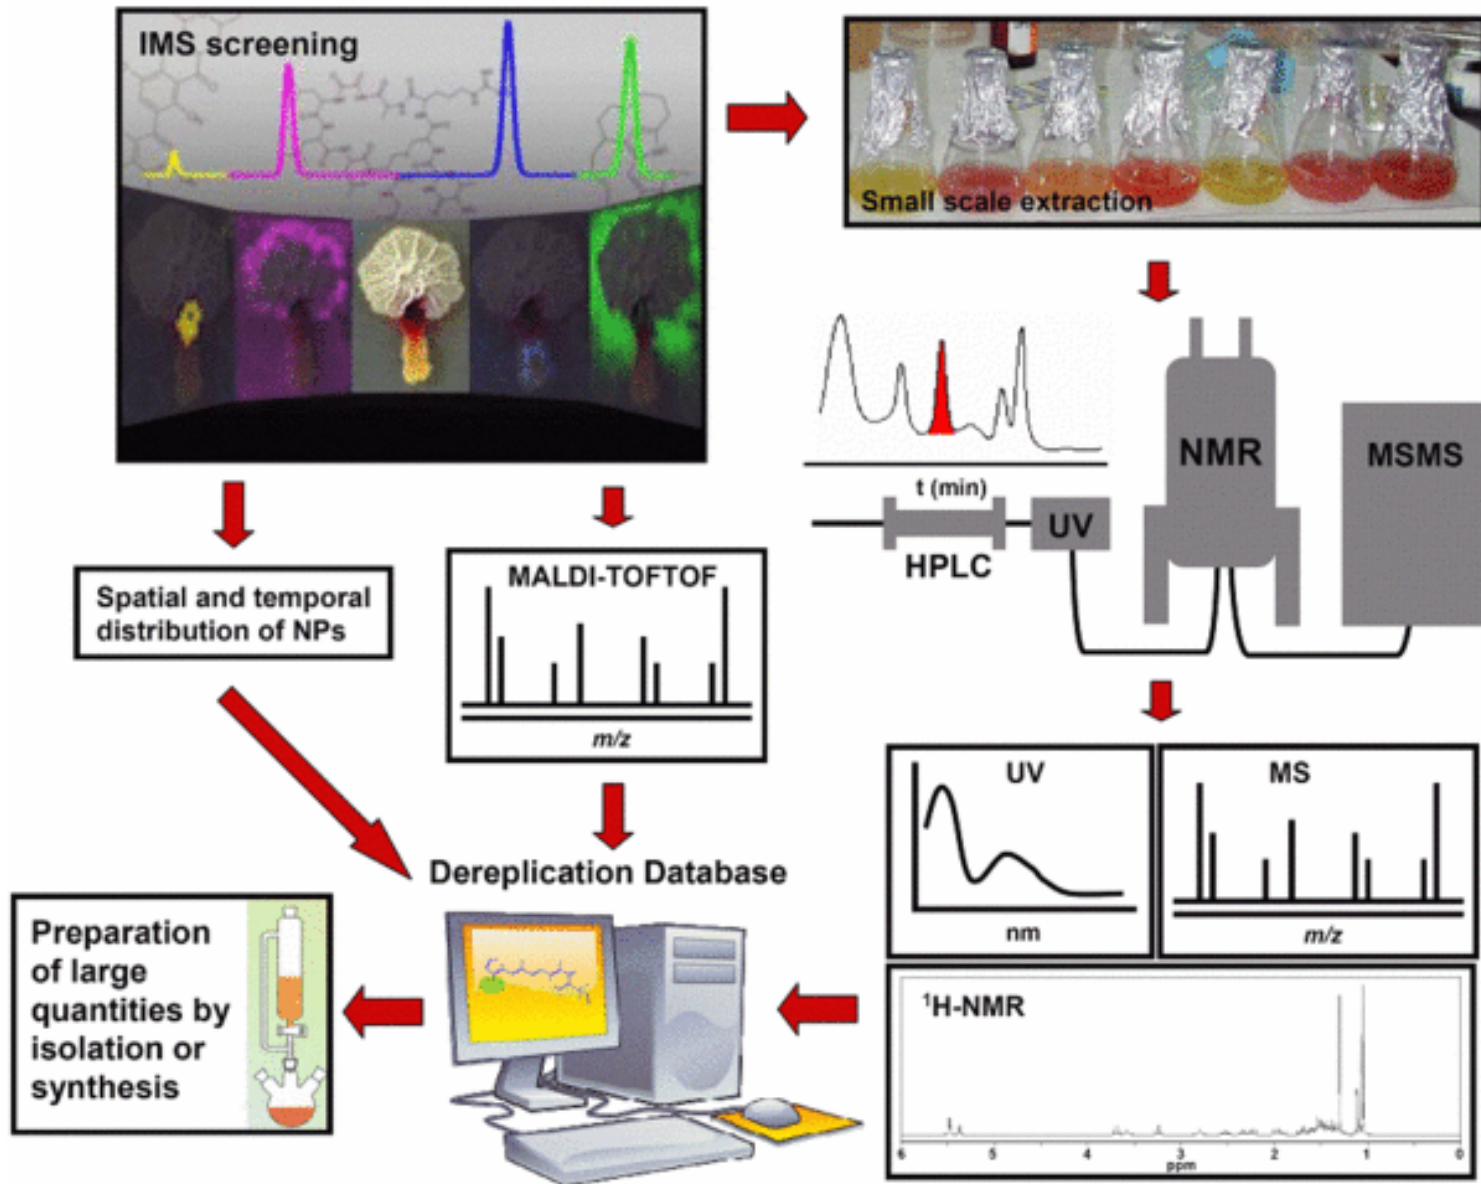 IMS screening
Small scale extraction
t (min)
HPLC
UV
NMR
MSMS
Spatial and temporal
distribution of NPs
MALDI-TOFTOF
m/z
UV
nm
MS
m/z
¹H-NMR
6 5 4 3 2 1 0
ppm
Dereplication Database
Preparation
of large
quantities by
isolation or
synthesis